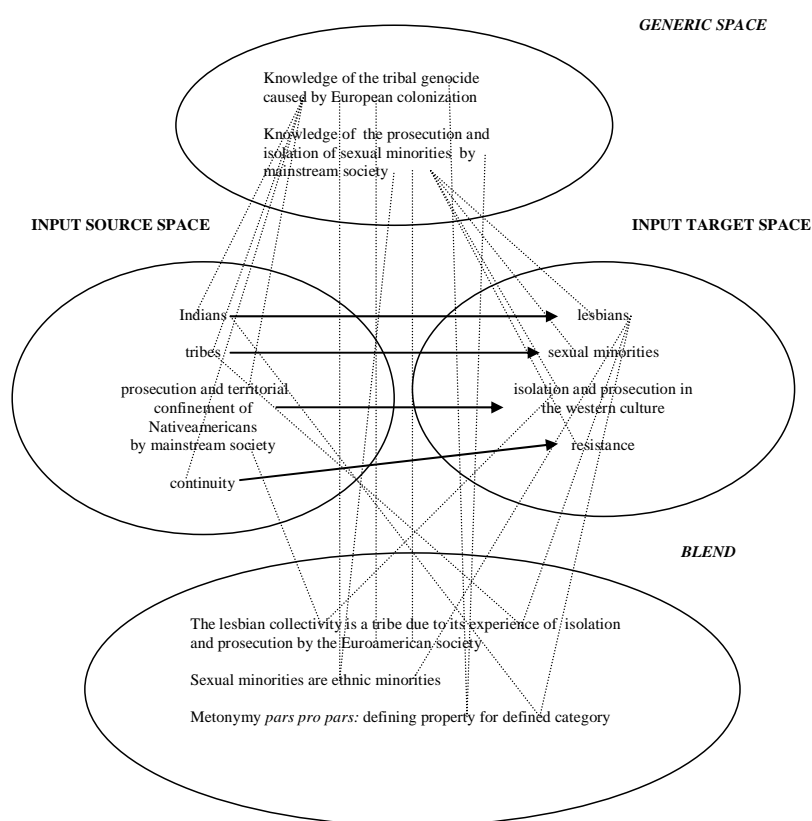 GENERIC SPACE
Knowledge of the tribal genocide
caused by European colonization
Knowledge of the prosecution and
isolation of sexual minorities by
mainstream society
INPUT SOURCE SPACE
INPUT TARGET SPACE
Indians
tribes
prosecution and territorial
confinement of
Nativeamericans
by mainstream society
continuity
lesbians
sexual minorities
isolation and prosecution in
the western culture
resistance
BLEND
The lesbian collectivity is a tribe due to its experience of isolation
and prosecution by the Euroamerican society
Sexual minorities are ethnic minorities
Metonymy pars pro pars: defining property for defined category